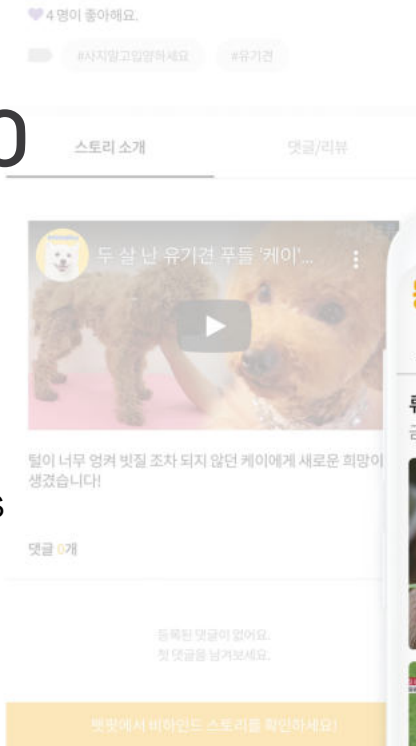 4 명이 좋아해요.
#사지말고입양하세요 #유기견
스토리 소개 댓글/리뷰
두 살 난 유기견 푸들 '케이'...
털이 너무 엉켜 빗질 조차 되지 않던 케이에게 새로운 희망이
생겼습니다!
s
댓글 0개
등록된 댓글이 없어요.
첫 댓글을 남겨보세요.
펫팟에서 비하인드 스토리를 확인하세요!